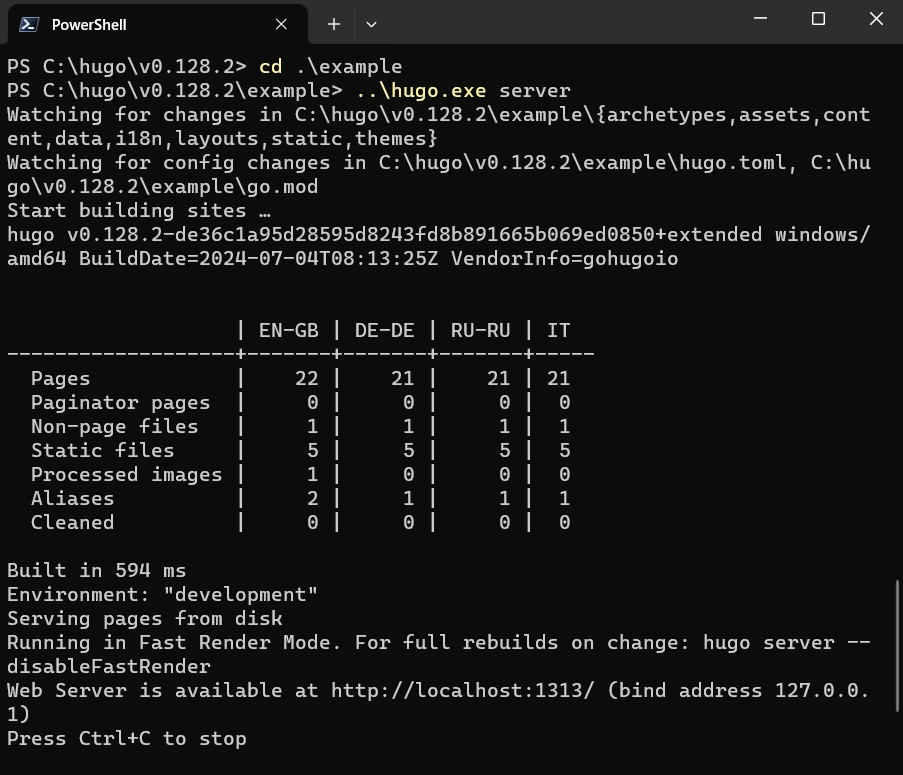 PowerShell
PS C:\hugo\v0.128.2> cd .\example
PS C:\hugo\v0.128.2\example> ..\hugo.exe server
Watching for changes in C:\hugo\v0.128.2\example\{archetypes,assets,cont
ent,data,i18n,layouts,static,themes}
Watching for config changes in C:\hugo\v0.128.2\example\hugo.toml, C:\hu
go\v0.128.2\example\go.mod
Start building sites …
hugo v0.128.2-de36c1a95d28595d8243fd8b891665b069ed0850+extended windows/
amd64 BuildDate=2024-07-04T08:13:25Z VendorInfo=gohugoio
                   | EN-GB | DE-DE | RU-RU | IT
-------------------+-------+-------+-------+-----
  Pages            |    22 |    21 |    21 | 21
  Paginator pages  |     0 |     0 |     0 |  0
  Non-page files   |     1 |     1 |     1 |  1
  Static files     |     5 |     5 |     5 |  5
  Processed images |     1 |     0 |     0 |  0
  Aliases          |     2 |     1 |     1 |  1
  Cleaned          |     0 |     0 |     0 |  0
Built in 594 ms
Environment: "development"
Serving pages from disk
Running in Fast Render Mode. For full rebuilds on change: hugo server --
disableFastRender
Web Server is available at http://localhost:1313/ (bind address 127.0.0.
1)
Press Ctrl+C to stop